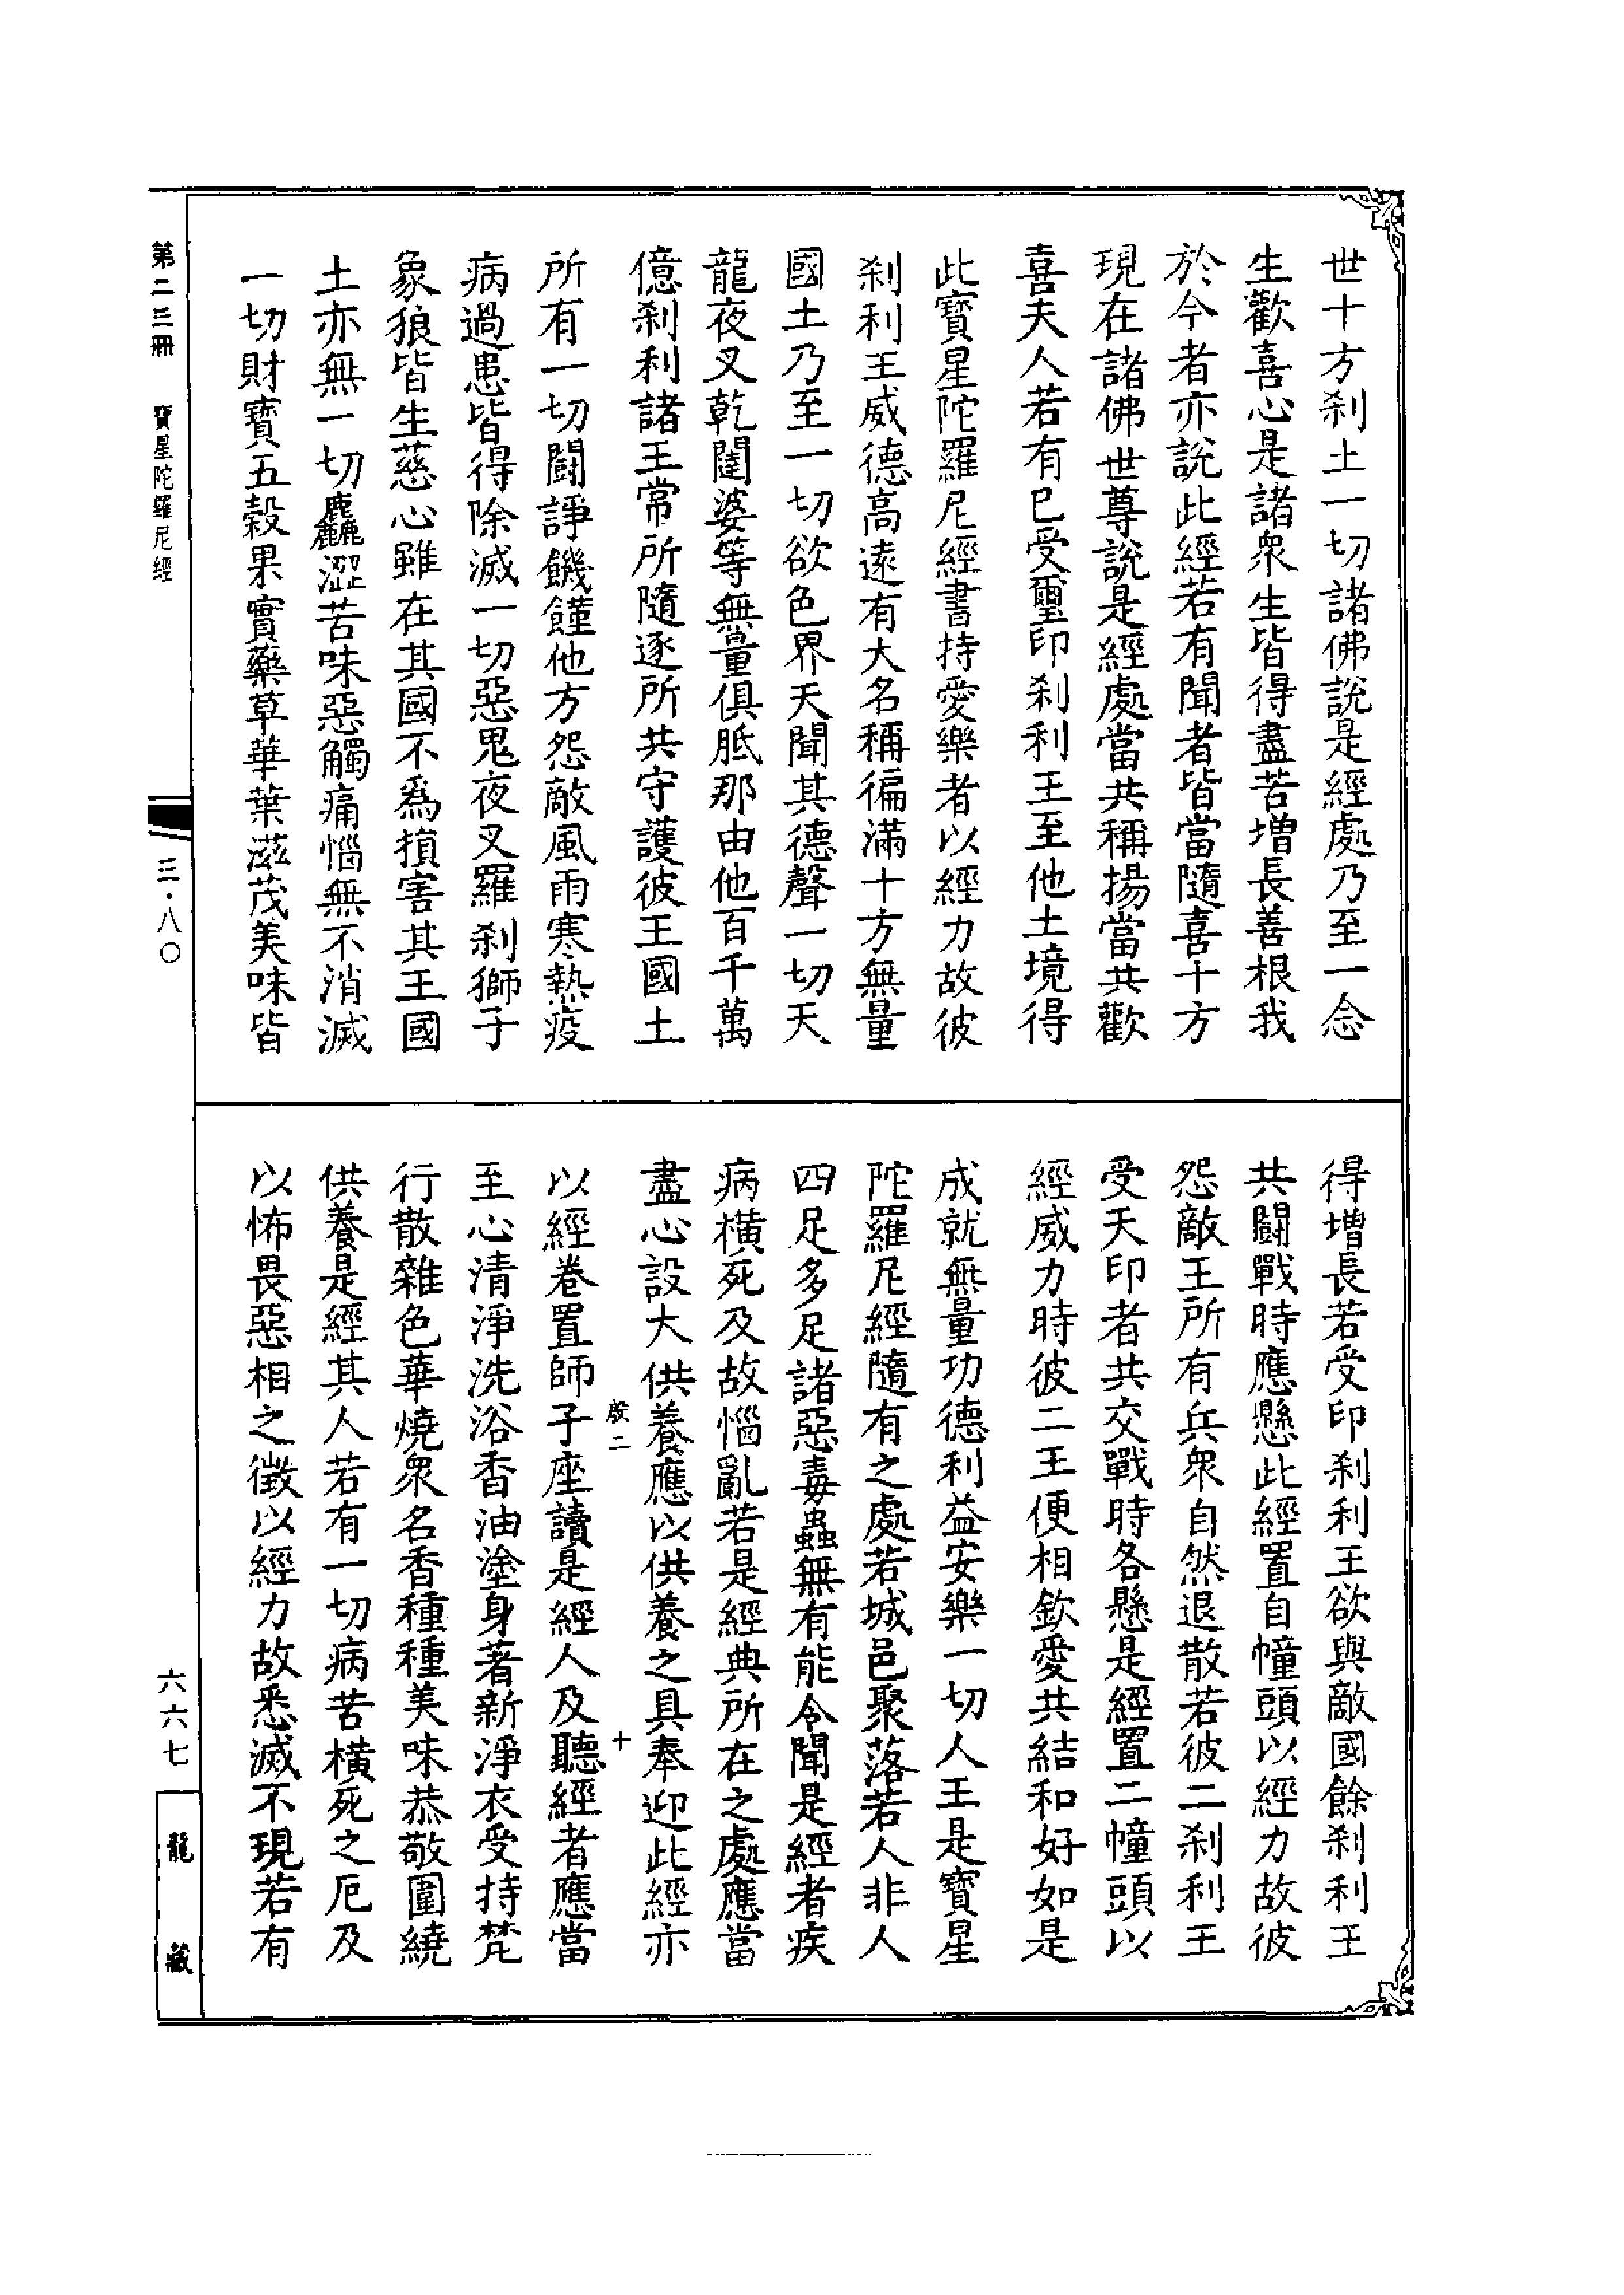 世十方刹土一切諸佛說是經處乃至一念
生歡喜心是諸衆生皆得盡苦增長善根我
於今者亦說此經若有聞者皆當隨喜十方
現在諸佛世尊說是經處當共稱揚當共歡
喜夫人若有已受璽印刹利王至他土境得
此寶星陀羅尼經書持愛樂者以經力故彼
刹利王威德高遠有大名稱徧滿十方無量
國土乃至一切欲色界天聞其德聲一切天
龍夜叉乾闥婆等無量俱胝那由他百千萬
億刹利諸王常所隨逐所共守護彼王國土
所有一切鬪諍饑饉他方怨敵風雨寒熱疫
病過患皆得除滅一切惡鬼夜叉羅刹獅子
象狼皆生慈心雖在其國不爲損害其王國
土亦無一切麤澀苦味惡觸痛惱無不消滅
一切財寶五穀果實藥草華葉滋茂美味皆
得增長若受印刹利王欲與敵國餘刹利王
共鬪戰時應懸此經置自幢頭以經力故彼
怨敵王所有兵衆自然退散若彼二刹利王
受天印者共交戰時各懸是經置二幢頭以
經威力時彼二王便相欽愛共結和好如是
成就無量功德利益安樂一切人王是寶星
陀羅尼經隨有之處若城邑聚落若人非人
四足多足諸惡毒蟲無有能令聞是經者疾
病橫死及故惱亂若是經典所在之處應當
盡心設大供養應以供養之具奉迎此經亦
二 十
以經卷置師子座讀是經人及聽經者應當
至心清淨洗浴香油塗身著新淨衣受持梵
行散雜色華燒衆名香種種美味恭敬圍繞
供養是經其人若有一切病苦橫死之厄及
以怖畏惡相之徵以經力故悉滅不現若有
第二三冊 寶星陀羅尼經
三·八〇
六六七
龍藏